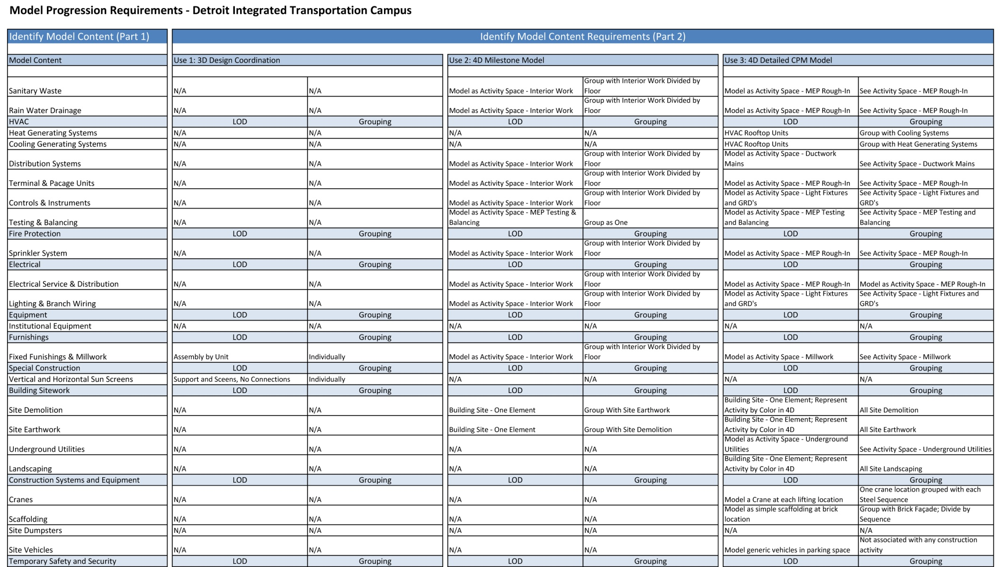 Model Progression Requirements - Detroit Integrated Transportation Campus
Identify Model Content (Part 1) Identify Model Content Requirements (Part 2)
Model Content Use 1: 3D Design Coordination Use 2: 4D Milestone Model Use 3: 4D Detailed CPM Model
Group with Interior Work Divided by
Sanitary Waste N/A N/A Model as Activity Space - Interior Work Floor Model as Activity Space - MEP Rough-In See Activity Space - MEP Rough-In
Group with Interior Work Divided by
Rain Water Drainage N/A N/A Model as Activity Space - Interior Work Floor Model as Activity Space - MEP Rough-In See Activity Space - MEP Rough-In
HVAC LOD Grouping LOD Grouping LOD Grouping
Heat Generating Systems N/A N/A N/A N/A HVAC Rooftop Units Group with Cooling Systems
Cooling Generating Systems N/A N/A N/A N/A HVAC Rooftop Units Group with Heat Generating Systems
Group with Interior Work Divided by Model as Activity Space - Ductwork
Distribution Systems N/A N/A Model as Activity Space - Interior Work Floor Mains See Activity Space - Ductwork Mains
Group with Interior Work Divided by
Terminal & Pacage Units N/A N/A Model as Activity Space - Interior Work Floor Model as Activity Space - MEP Rough-In See Activity Space - MEP Rough-In
Group with Interior Work Divided by Model as Activity Space - Light Fixtures See Activity Space - Light Fixtures and
Controls & Instruments N/A N/A Model as Activity Space - Interior Work Floor and GRD's GRD's
Model as Activity Space - MEP Testing & Model as Activity Space - MEP Testing See Activity Space - MEP Testing and
Testing & Balancing N/A N/A Balancing Group as One and Balancing Balancing
Fire Protection LOD Grouping LOD Grouping LOD Grouping
Group with Interior Work Divided by
Sprinkler System N/A N/A Model as Activity Space - Interior Work Floor Model as Activity Space - MEP Rough-In See Activity Space - MEP Rough-In
Electrical LOD Grouping LOD Grouping LOD Grouping
Group with Interior Work Divided by
Electrical Service & Distribution N/A N/A Model as Activity Space - Interior Work Floor Model as Activity Space - MEP Rough-In Model as Activity Space - MEP Rough-In
Group with Interior Work Divided by Model as Activity Space - Light Fixtures See Activity Space - Light Fixtures and
Lighting & Branch Wiring N/A N/A Model as Activity Space - Interior Work Floor and GRD's GRD's
Equipment LOD Grouping LOD Grouping LOD Grouping
Institutional Equipment N/A N/A N/A N/A N/A N/A
Furnishings LOD Grouping LOD Grouping LOD Grouping
Group with Interior Work Divided by
Fixed Funishings & Millwork Assembly by Unit Individually Model as Activity Space - Interior Work Floor Model as Activity Space - Millwork See Activity Space - Millwork
Special Construction LOD Grouping LOD Grouping LOD Grouping
Vertical and Horizontal Sun Screens Support and Sceens, No Connections Individually N/A N/A N/A N/A
Building Sitework LOD Grouping LOD Grouping LOD Grouping
Building Site - One Element; Represent
Site Demolition N/A N/A Building Site - One Element Group With Site Earthwork Activity by Color in 4D All Site Demolition
Building Site - One Element; Represent
Site Earthwork N/A N/A Building Site - One Element Group With Site Demolition Activity by Color in 4D All Site Earthwork
Model as Activity Space - Underground
Underground Utilities N/A N/A N/A N/A Utilities See Activity Space - Underground Utilities
Building Site - One Element; Represent
Landscaping N/A N/A N/A N/A Activity by Color in 4D All Site Landscaping
Construction Systems and Equipment LOD Grouping LOD Grouping LOD Grouping
One crane location grouped with each
Cranes N/A N/A N/A N/A Model a Crane at each lifting location Steel Sequence
Model as simple scaffolding at brick Group with Brick Façade; Divide by
Scaffolding N/A N/A N/A N/A location Sequence
Site Dumpsters N/A N/A N/A N/A N/A N/A
Not associated with any construction
Site Vehicles N/A N/A N/A N/A Model generic vehicles in parking space activity
Temporary Safety and Security LOD Grouping LOD Grouping LOD Grouping